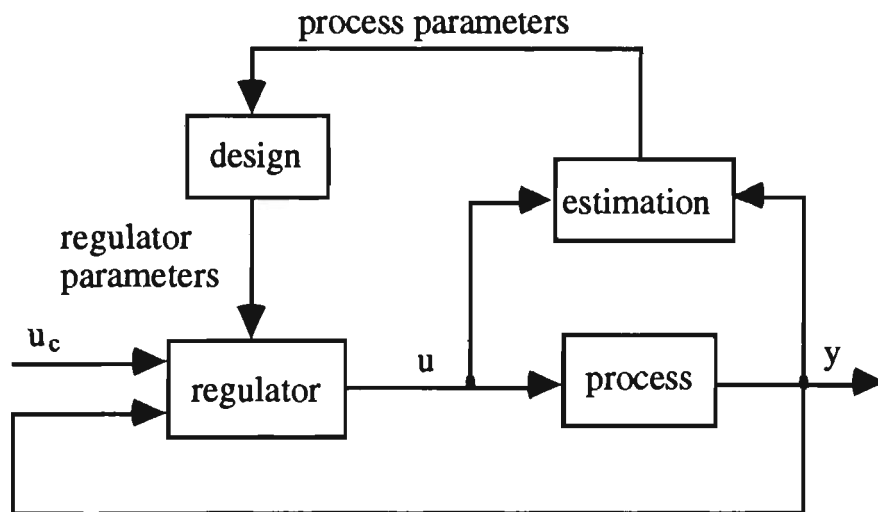 process parameters
design
estimation
regulator
parameters
u_c
regulator
u
process
y